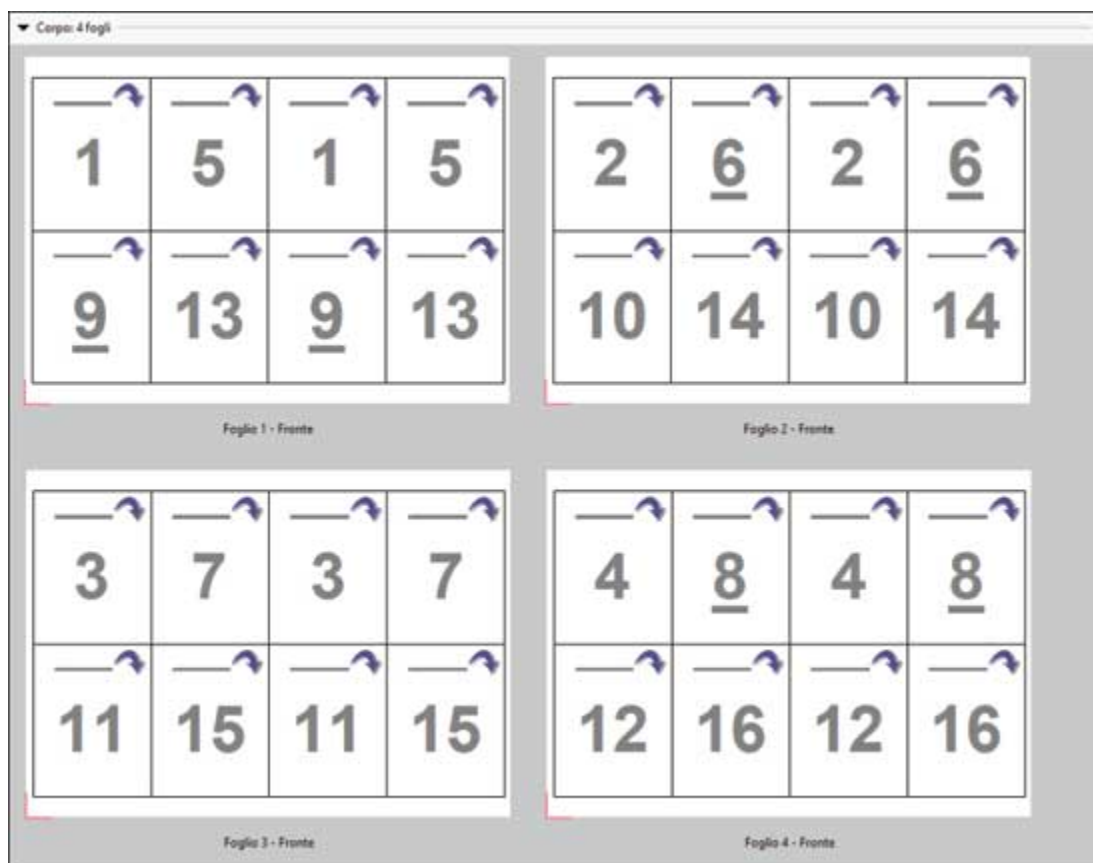 Corpo: 4 fogli
1 5 1 5
9 13 9 13
Foglio 1 - Fronte
2 6 2 6
10 14 10 14
Foglio 2 - Fronte
3 7 3 7
11 15 11 15
Foglio 3 - Fronte
4 8 4 8
12 16 12 16
Foglio 4 - Fronte